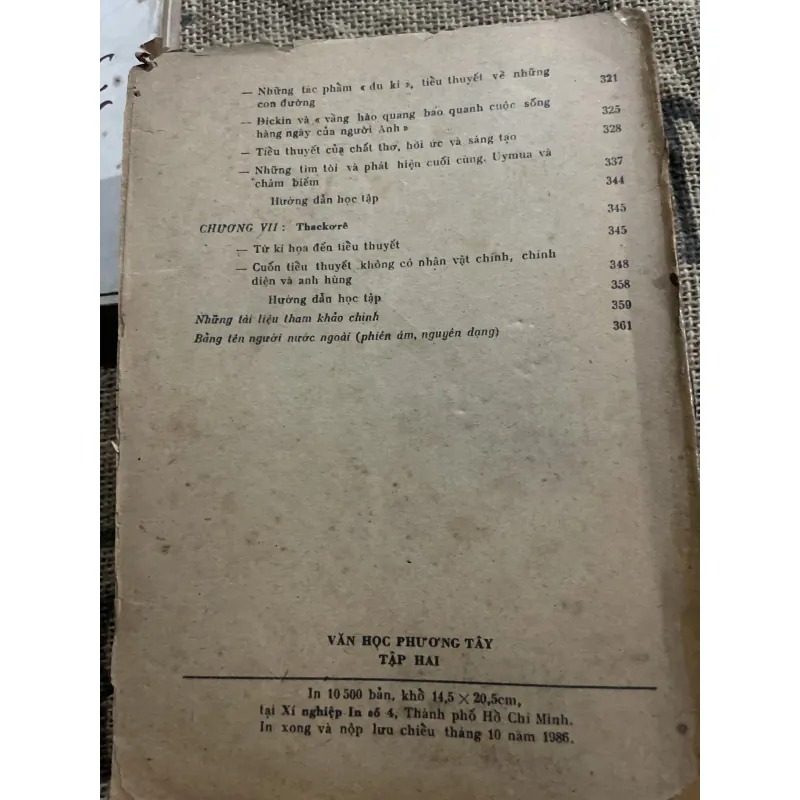 — Những tác phẩm « du kí », tiểu thuyết về những 321
con đường
— Đickin và « vầng hào quang bao quanh cuộc sống 325
hàng ngày của người Anh »
— Tiểu thuyết của chất thơ, hồi ức và sáng tạo 328
— Những tìm tòi và phát hiện cuối cùng. Uymua và 337
châm biếm
Hướng dẫn học tập 344
CHƯƠNG VII : Thackơrê 345
— Từ kí họa đến tiểu thuyết 345
— Cuốn tiểu thuyết không có nhân vật chính, chính
diện và anh hùng 348
Hướng dẫn học tập 358
Những tài liệu tham khảo chính 359
Bảng tên người nước ngoài (phiên âm, nguyên dạng) 361
VĂN HỌC PHƯƠNG TÂY
TẬP HAI
In 10 500 bản, khổ 14,5 × 20,5cm,
tại Xí nghiệp In số 4, Thành phố Hồ Chí Minh.
In xong và nộp lưu chiều tháng 10 năm 1986.